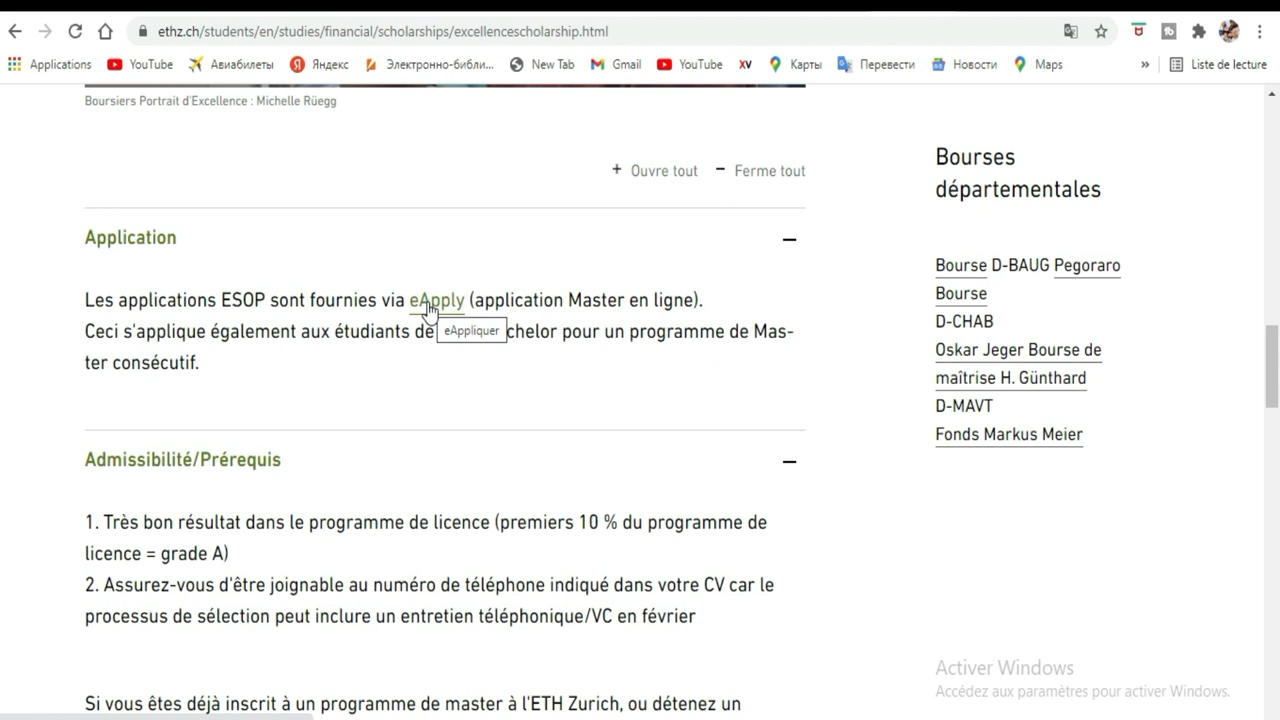 ethz.ch/students/en/studies/financial/scholarships/excellencescholarship.html
Applications YouTube Авиабилеты Яндекс Электронно-библи... New Tab Gmail YouTube XV Карты Перевести Новости Maps » Liste de lecture
Boursiers Portrait d'Excellence : Michelle Rüegg
+ Ouvre tout − Ferme tout
Application
Les applications ESOP sont fournies via eApply (application Master en ligne).
Ceci s'applique également aux étudiants de chelor pour un programme de Mas-
eAppliquer
ter consécutif.
Admissibilité/Prérequis
1. Très bon résultat dans le programme de licence (premiers 10 % du programme de
licence = grade A)
2. Assurez-vous d'être joignable au numéro de téléphone indiqué dans votre CV car le
processus de sélection peut inclure un entretien téléphonique/VC en février
Si vous êtes déjà inscrit à un programme de master à l'ETH Zurich, ou détenez un
Bourses
départementales
Bourse D-BAUG Pegoraro
Bourse
D-CHAB
Oskar Jeger Bourse de
maîtrise H. Günthard
D-MAVT
Fonds Markus Meier
Activer Windows
Accédez aux paramètres pour activer Windows.